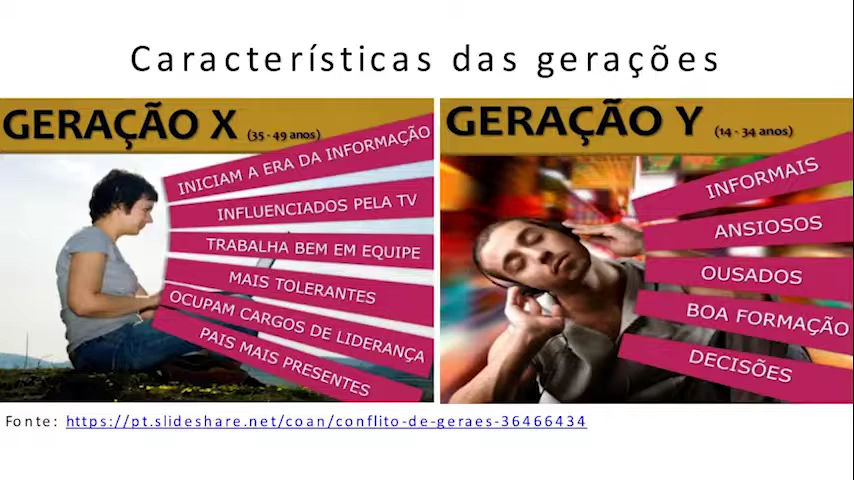 Características das gerações
GERAÇÃO X (35 - 49 anos)
INICIAM A ERA DA INFORMAÇÃO
INFLUENCIADOS PELA TV
TRABALHA BEM EM EQUIPE
MAIS TOLERANTES
OCUPAM CARGOS DE LIDERANÇA
PAIS MAIS PRESENTES
GERAÇÃO Y (14 - 34 anos)
INFORMAIS
ANSIOSOS
OUSADOS
BOA FORMAÇÃO
DECISÕES
Fonte: https://pt.slideshare.net/coan/conflito-de-geraes-36466434